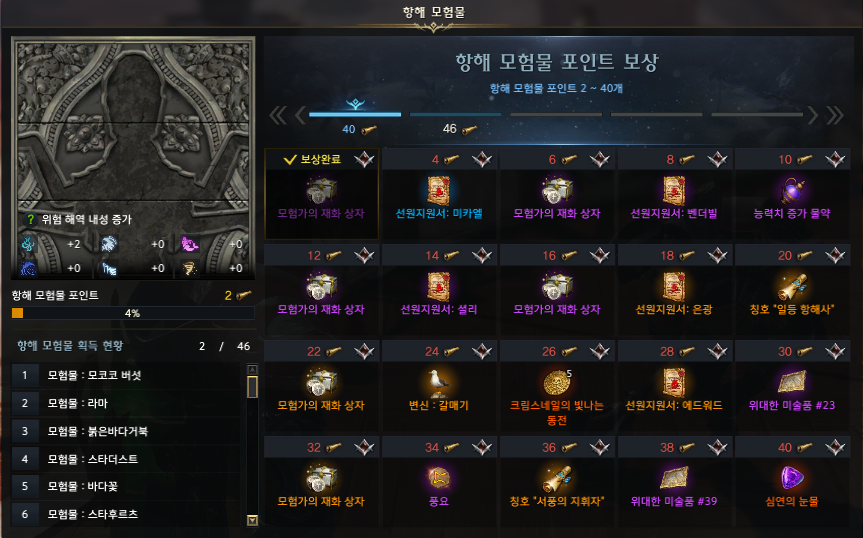 항해 모험물
항해 모험물 포인트 보상
항해 모험물 포인트 2 ~ 40개
40
46
보상완료
4
6
8
10
모험가의 재화 상자
선원지원서: 미카엘
모험가의 재화 상자
선원지원서: 벤더빌
능력치 증가 물약
12
14
16
18
20
모험가의 재화 상자
선원지원서: 설리
모험가의 재화 상자
선원지원서: 은광
칭호 "일등 항해사"
22
24
26
28
30
5
모험가의 재화 상자
변신 : 갈매기
크림스네일의 빛나는
동전
선원지원서: 에드워드
위대한 미술품 #23
32
34
36
38
40
모험가의 재화 상자
풍요
칭호 "서풍의 지휘자"
위대한 미술품 #39
심연의 눈물
? 위험 해역 내성 증가
+2
+0
+0
+0
+0
+0
항해 모험물 포인트
2
4%
항해 모험물 획득 현황
2 / 46
1 모험물 : 모코코 버섯
2 모험물 : 라마
3 모험물 : 붉은바다거북
4 모험물 : 스타더스트
5 모험물 : 바다꽃
6 모험물 : 스타후르츠